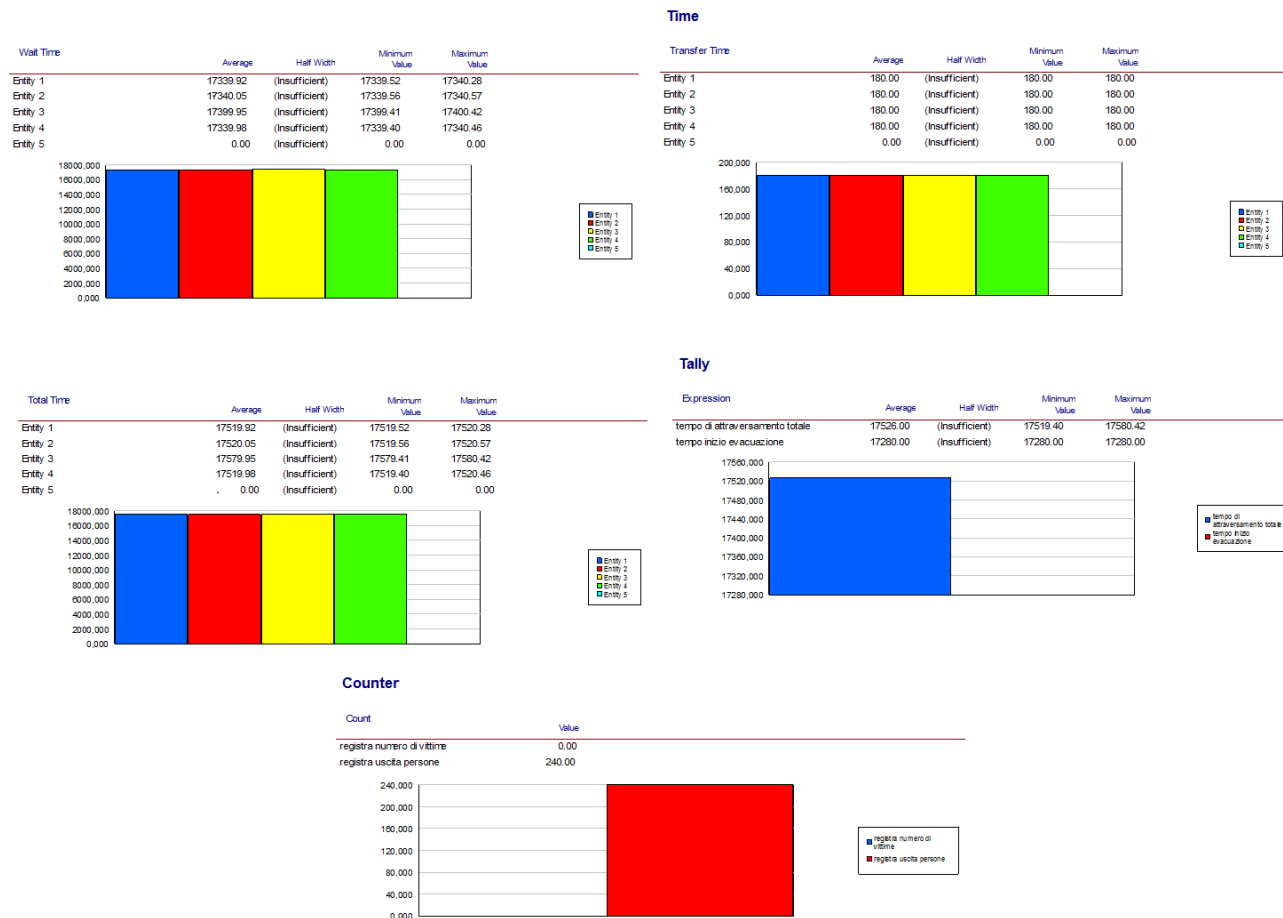 Wait Time
Average Half Width Minimum Value Maximum Value
Entity 1 17339.92 (Insufficient) 17339.52 17340.28
Entity 2 17340.05 (Insufficient) 17339.56 17340.57
Entity 3 17399.95 (Insufficient) 17399.41 17400.42
Entity 4 17339.98 (Insufficient) 17339.40 17340.46
Entity 5 0.00 (Insufficient) 0.00 0.00
18000,000
16000,000
14000,000
12000,000
10000,000
8000,000
6000,000
4000,000
2000,000
0,000
Entity 1
Entity 2
Entity 3
Entity 4
Entity 5
Time
Transfer Time
Average Half Width Minimum Value Maximum Value
Entity 1 180.00 (Insufficient) 180.00 180.00
Entity 2 180.00 (Insufficient) 180.00 180.00
Entity 3 180.00 (Insufficient) 180.00 180.00
Entity 4 180.00 (Insufficient) 180.00 180.00
Entity 5 0.00 (Insufficient) 0.00 0.00
200,000
160,000
120,000
80,000
40,000
0,000
Entity 1
Entity 2
Entity 3
Entity 4
Entity 5
Total Time
Average Half Width Minimum Value Maximum Value
Entity 1 17519.92 (Insufficient) 17519.52 17520.28
Entity 2 17520.05 (Insufficient) 17519.56 17520.57
Entity 3 17579.95 (Insufficient) 17579.41 17580.42
Entity 4 17519.98 (Insufficient) 17519.40 17520.46
Entity 5 . 0.00 (Insufficient) 0.00 0.00
18000,000
16000,000
14000,000
12000,000
10000,000
8000,000
6000,000
4000,000
2000,000
0,000
Entity 1
Entity 2
Entity 3
Entity 4
Entity 5
Tally
Expression
Average Half Width Minimum Value Maximum Value
tempo di attraversamento totale 17526.00 (Insufficient) 17519.40 17580.42
tempo inizio evacuazione 17280.00 (Insufficient) 17280.00 17280.00
17560,000
17520,000
17480,000
17440,000
17400,000
17360,000
17320,000
17280,000
tempo di
attraversamento totale
tempo inizio
evacuazione
Counter
Count
Value
registra numero di vittime 0.00
registra uscita persone 240.00
240,000
200,000
160,000
120,000
80,000
40,000
0,000
registra numero di
vittime
registra uscita persone